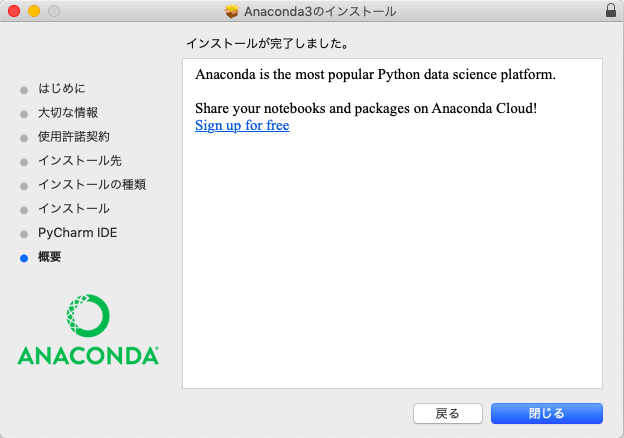 Anaconda3のインストール
インストールが完了しました。
はじめに
大切な情報
使用許諾契約
インストール先
インストールの種類
インストール
PyCharm IDE
概要
Anaconda is the most popular Python data science platform.
Share your notebooks and packages on Anaconda Cloud!
Sign up for free
ANACONDA
戻る
閉じる